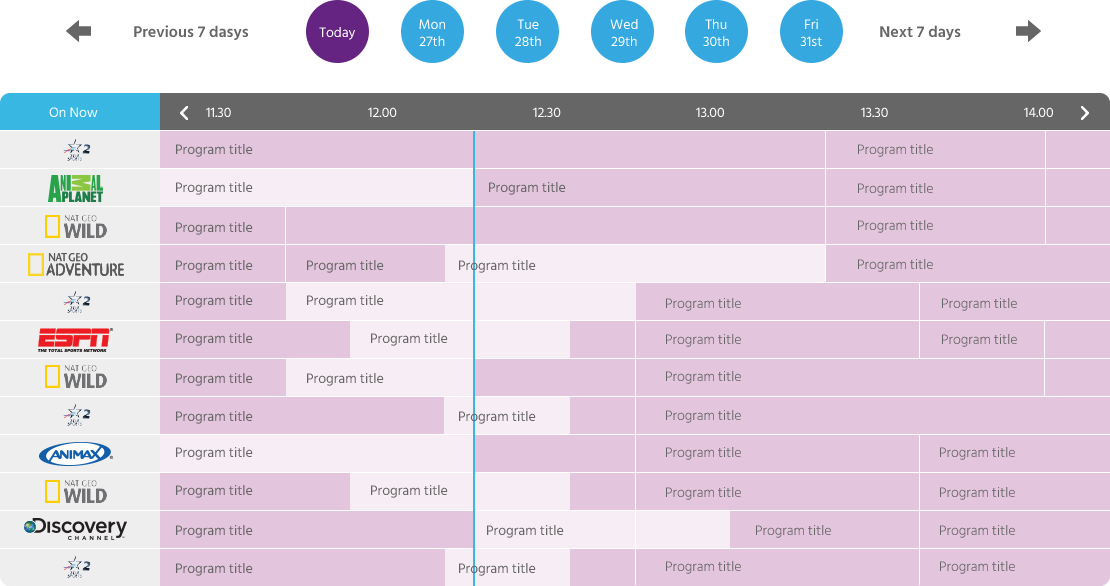 Previous 7 dasys
Today
Mon
27th
Tue
28th
Wed
29th
Thu
30th
Fri
31st
Next 7 days
On Now
11.30
12.00
12.30
13.00
13.30
14.00
2
Program title
Program title
ANIMAL
PLANET
Program title
Program title
Program title
NAT GEO
WILD
Program title
Program title
NAT GEO
ADVENTURE
Program title
Program title
Program title
Program title
2
Program title
Program title
Program title
Program title
ESPN
THE TOTAL SPORTS NETWORK
Program title
Program title
Program title
Program title
NAT GEO
WILD
Program title
Program title
Program title
2
Program title
Program title
Program title
ANIMAX
Program title
Program title
Program title
NAT GEO
WILD
Program title
Program title
Program title
Program title
Discovery
CHANNEL
Program title
Program title
Program title
Program title
2
Program title
Program title
Program title
Program title